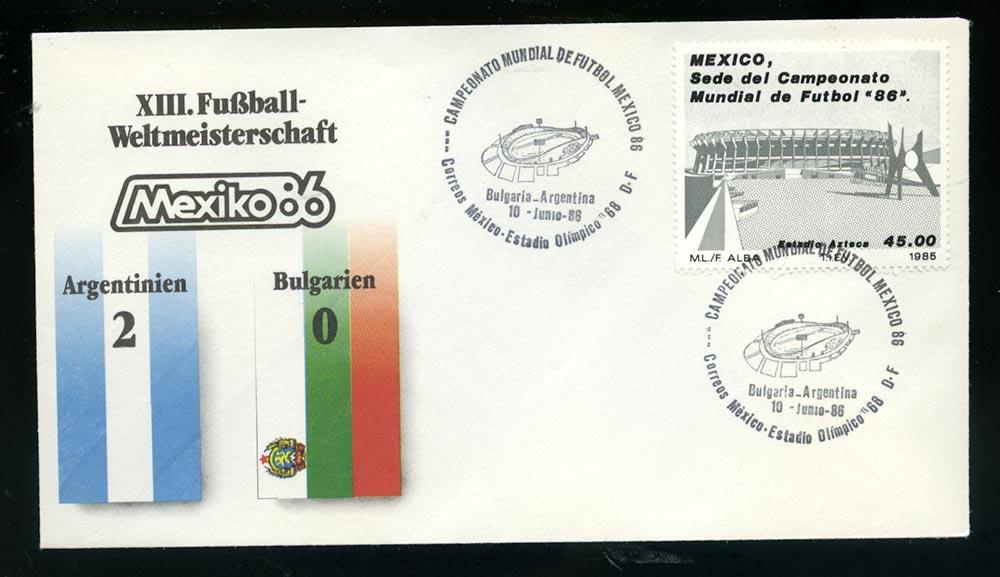 XIII. Fußball-
Weltmeisterschaft
Mexiko 86
Argentinien
2
Bulgarien
0
CAMPEONATO MUNDIAL DE FUTBOL MEXICO 86
Bulgaria_Argentina
10 -Junio-86
Correos México·Estadio Olímpico "68 D·F
MEXICO,
Sede del Campeonato
Mundial de Futbol "86".
Estadio Azteca 45.00
M.L./F. ALBA 1985
CAMPEONATO MUNDIAL DE FUTBOL MEXICO 86
Bulgaria_Argentina
10 -Junio-86
Correos México·Estadio Olímpico "68 D·F